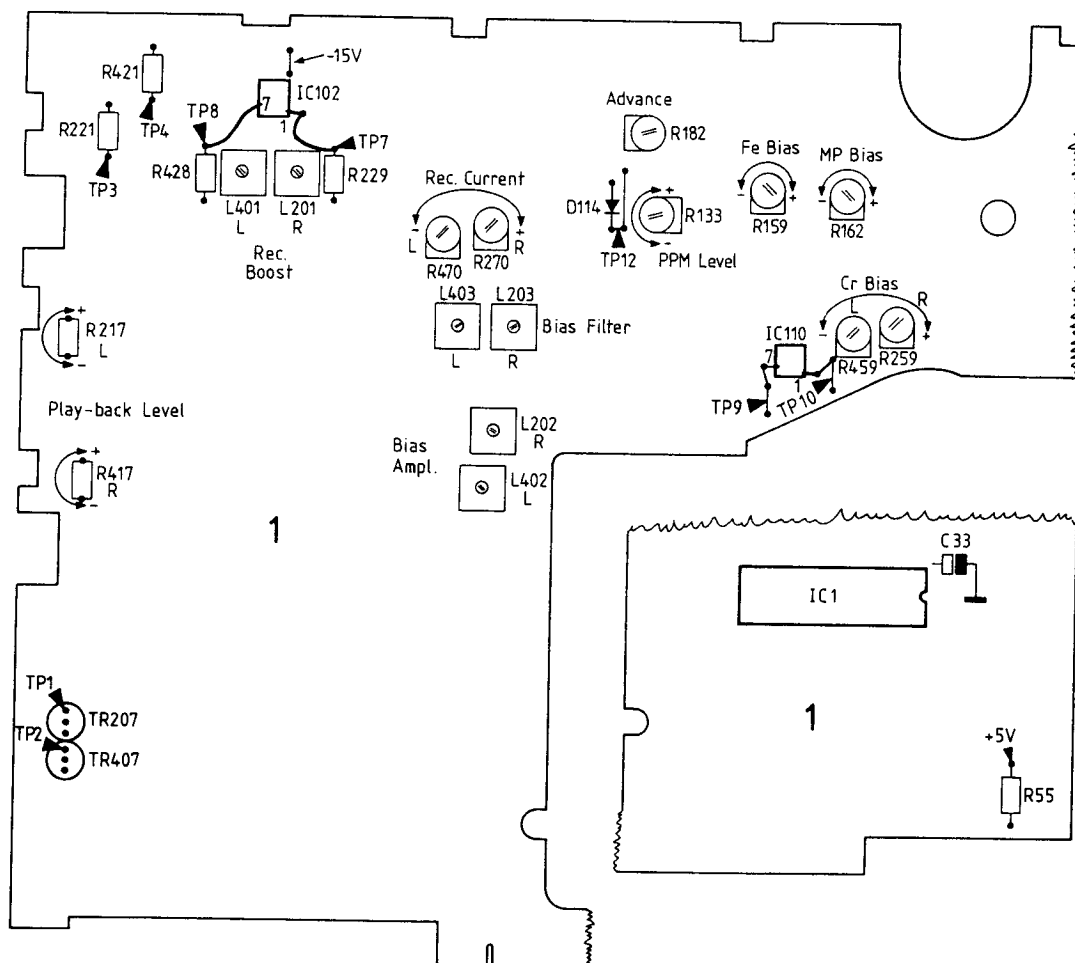 -15V
R421
IC102
7
1
TP8
TP4
R221
TP3
TP7
R428
R229
L401
L
L201
R
Rec.
Boost
Advance
R182
Rec. Current
-
+
L
R
R470
R270
D114
TP12
+
-
R133
PPM Level
Fe Bias
-
+
R159
MP Bias
-
+
R162
L403
L203
Bias Filter
L
R
Cr Bias
L
R
-
+
IC110
7
1
R459
R259
TP9
TP10
+
R217
L
-
Play-back Level
+
R417
R
-
Bias
Ampl.
L202
R
L402
L
1
C33
IC1
1
+5V
R55
TP1
TR207
TP2
TR407